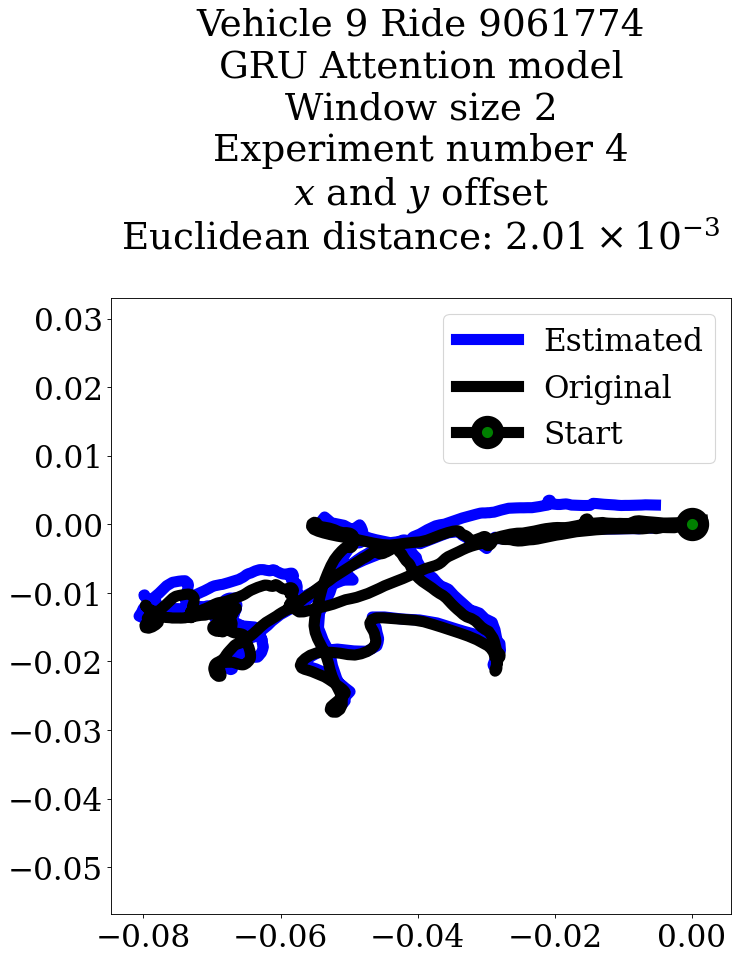 Vehicle 9 Ride 9061774
GRU Attention model
Window size 2
Experiment number 4
x and y offset
Euclidean distance: 2.01 × 10⁻³
Estimated
Original
Start
0.03
0.02
0.01
0.00
−0.01
−0.02
−0.03
−0.04
−0.05
−0.08 −0.06 −0.04 −0.02 0.00